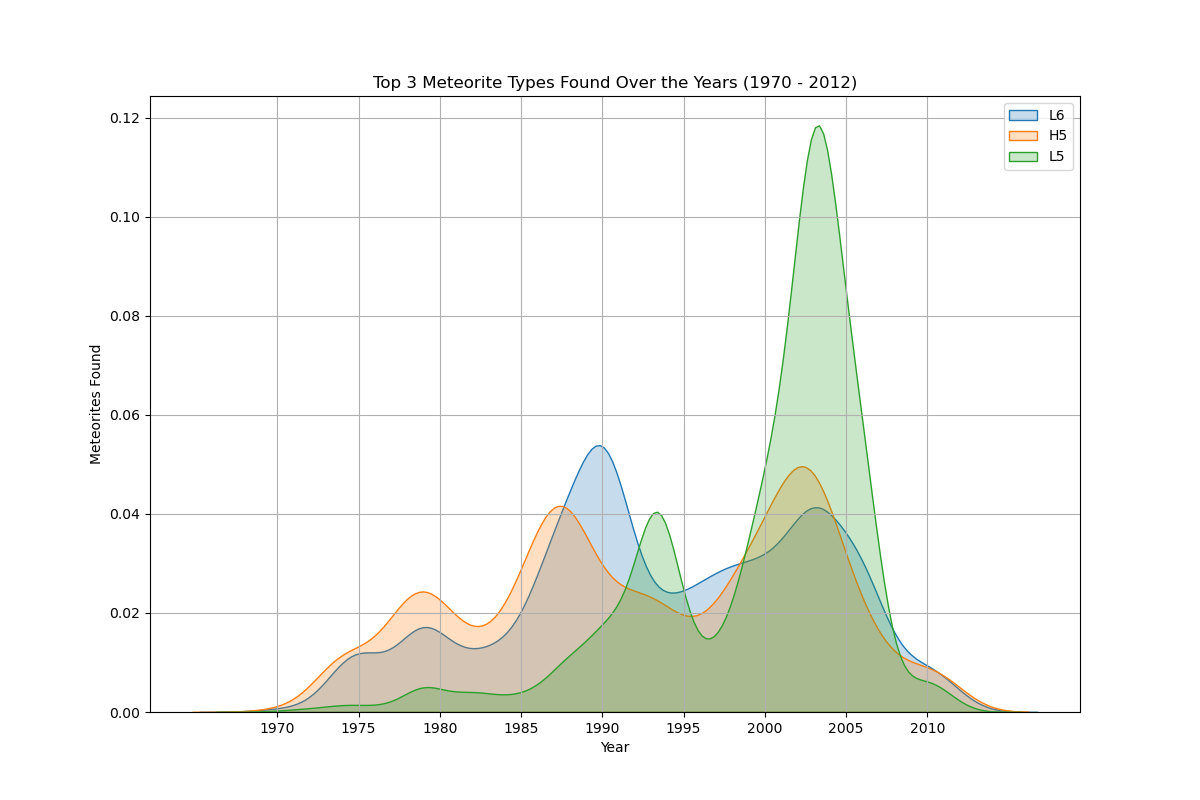 Top 3 Meteorite Types Found Over the Years (1970 - 2012)
L6
H5
L5
0.12
0.10
0.08
0.06
0.04
0.02
0.00
Meteorites Found
1970 1975 1980 1985 1990 1995 2000 2005 2010
Year